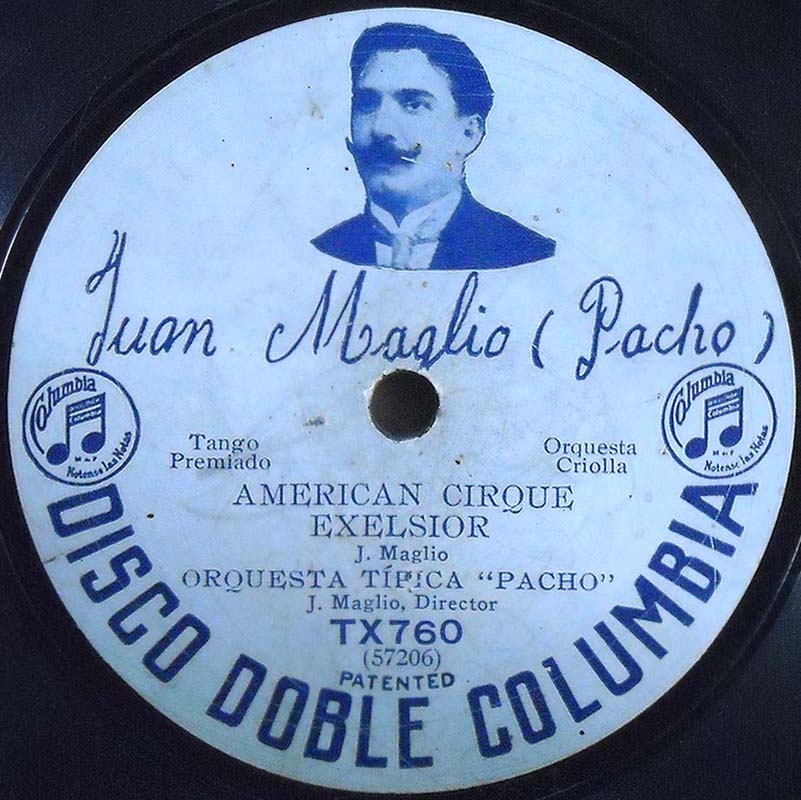 Juan Maglio (Pacho)
Columbia
Notense las Notas
Columbia
Notense las Notas
Tango
Premiado
Orquesta
Criolla
AMERICAN CIRQUE
EXELSIOR
J. Maglio
ORQUESTA TÍPICA “PACHO”
J. Maglio, Director
TX760
(57206)
PATENTED
DISCO DOBLE COLUMBIA